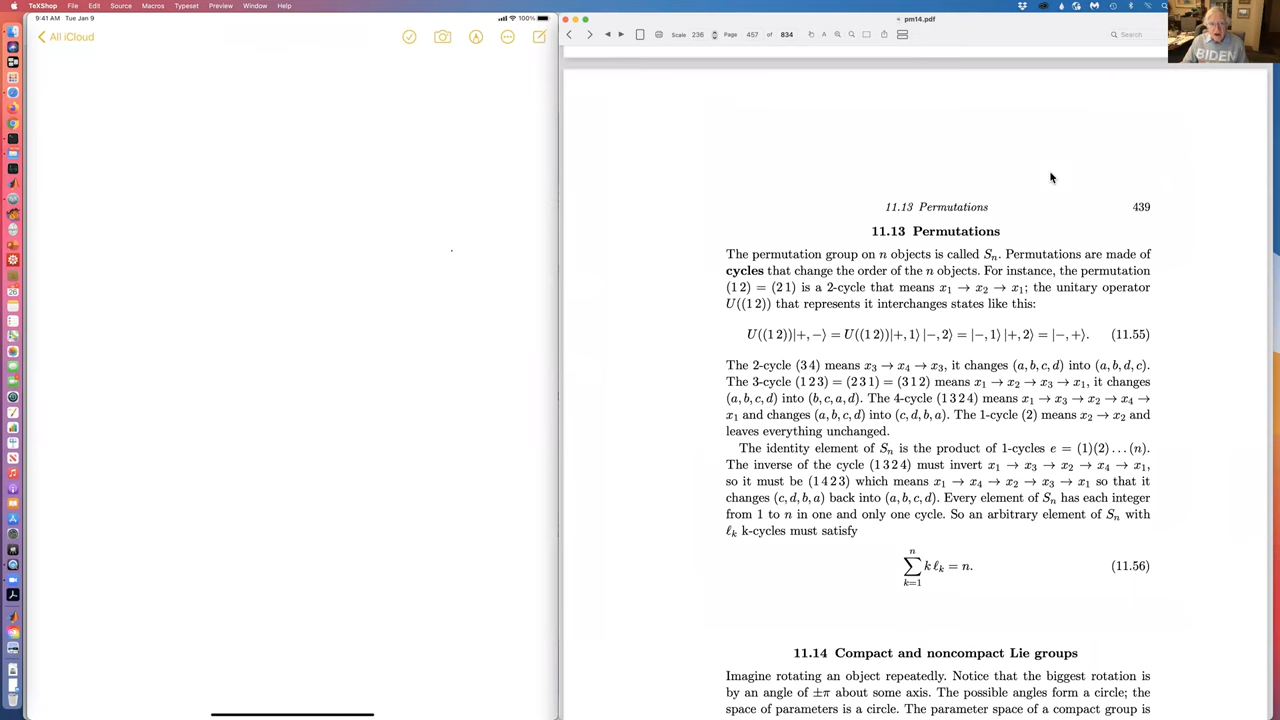 TeXShop File Edit Source Macros Typeset Preview Window Help
9:41 AM Tue Jan 9 100%
All iCloud
pm14.pdf
Scale 236 Page 457 of 834 Search
BIDEN
11.13 Permutations 439
11.13 Permutations
The permutation group on n objects is called Sₙ. Permutations are made of
cycles that change the order of the n objects. For instance, the permutation
(1 2) = (2 1) is a 2-cycle that means x₁ → x₂ → x₁; the unitary operator
U((1 2)) that represents it interchanges states like this:
U((1 2))|+, −⟩ = U((1 2))|+, 1⟩ |−, 2⟩ = |−, 1⟩ |+, 2⟩ = |−, +⟩. (11.55)
The 2-cycle (3 4) means x₃ → x₄ → x₃, it changes (a, b, c, d) into (a, b, d, c).
The 3-cycle (1 2 3) = (2 3 1) = (3 1 2) means x₁ → x₂ → x₃ → x₁, it changes
(a, b, c, d) into (b, c, a, d). The 4-cycle (1 3 2 4) means x₁ → x₃ → x₂ → x₄ →
x₁ and changes (a, b, c, d) into (c, d, b, a). The 1-cycle (2) means x₂ → x₂ and
leaves everything unchanged.
The identity element of Sₙ is the product of 1-cycles e = (1)(2) . . . (n).
The inverse of the cycle (1 3 2 4) must invert x₁ → x₃ → x₂ → x₄ → x₁,
so it must be (1 4 2 3) which means x₁ → x₄ → x₂ → x₃ → x₁ so that it
changes (c, d, b, a) back into (a, b, c, d). Every element of Sₙ has each integer
from 1 to n in one and only one cycle. So an arbitrary element of Sₙ with
ℓₖ k-cycles must satisfy
n
∑ k ℓₖ = n. (11.56)
k=1
11.14 Compact and noncompact Lie groups
Imagine rotating an object repeatedly. Notice that the biggest rotation is
by an angle of ±π about some axis. The possible angles form a circle; the
space of parameters is a circle. The parameter space of a compact group is